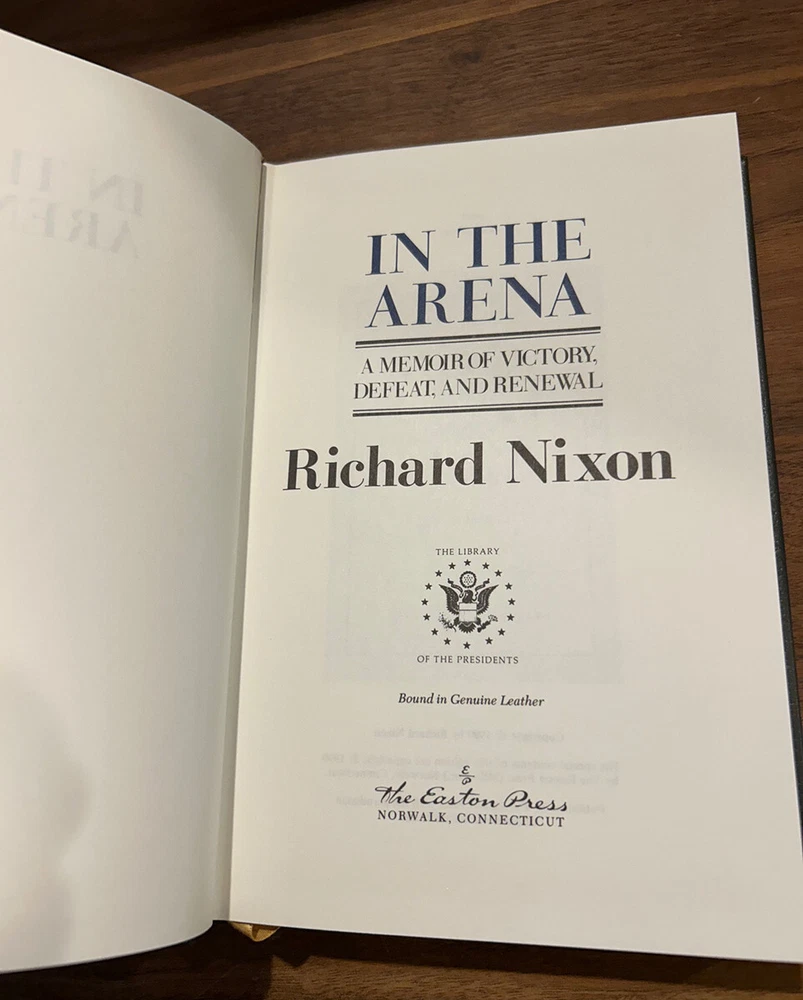 IN THE
ARENA
A MEMOIR OF VICTORY,
DEFEAT, AND RENEWAL
Richard Nixon
THE LIBRARY
OF THE PRESIDENTS
Bound in Genuine Leather
The Easton Press
NORWALK, CONNECTICUT